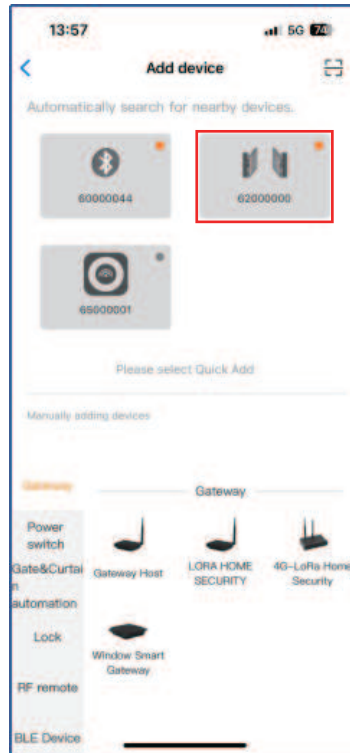 13:57
5G 74
Add device
Automatically search for nearby devices.
60000044
62000000
65000001
Please select Quick Add
Manually adding devices
Gateway
Gateway
Power
switch
Gate&Curtai
n
automation
Lock
RF remote
BLE Device
Gateway Host
LORA HOME
SECURITY
4G-LoRa Home
Security
Window Smart
Gateway